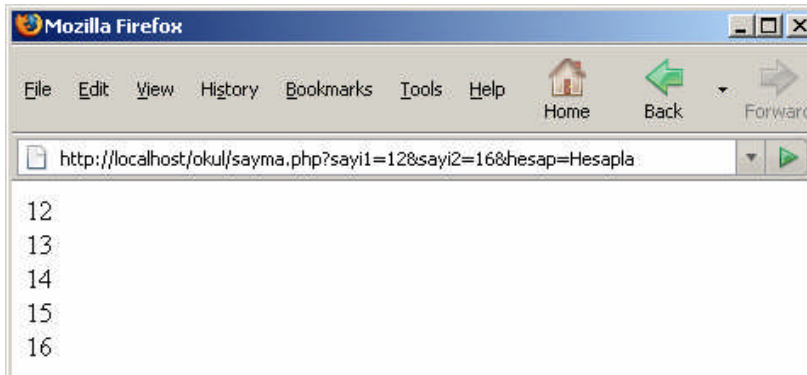 Mozilla Firefox
File Edit View History Bookmarks Tools Help Home Back Forward
http://localhost/okul/sayma.php?sayi1=12&sayi2=16&hesap=Hesapla
12
13
14
15
16